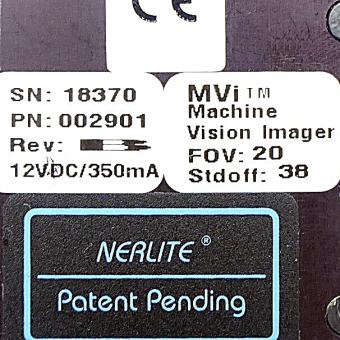 CE
SN: 18370
PN: 002901
Rev:
12VDC/350mA
MVi™
Machine
Vision Imager
FOV: 20
Stdoff: 38
NERLITE®
Patent Pending